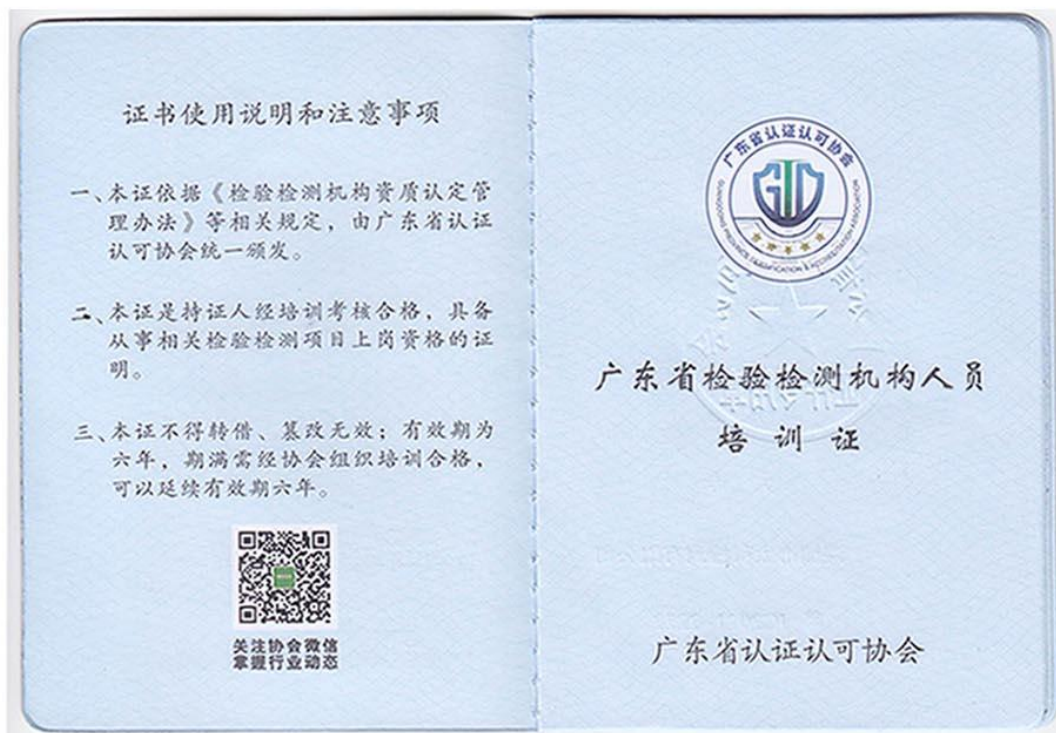 证书使用说明和注意事项
一、本证依据《检验检测机构资质认定管
理办法》等相关规定，由广东省认证
认可协会统一颁发。
二、本证是持证人经培训考核合格，具备
从事相关检验检测项目上岗资格的证
明。
三、本证不得转借、篡改无效；有效期为
六年，期满需经协会组织培训合格，
可以延续有效期六年。
关注协会微信
掌握行业动态
广东省认证认可协会
GUANGDONG PROVINCE CERTIFICATION & ACCREDITATION ASSOCIATION
广东省检验检测机构人员
培训证
广东省认证认可协会